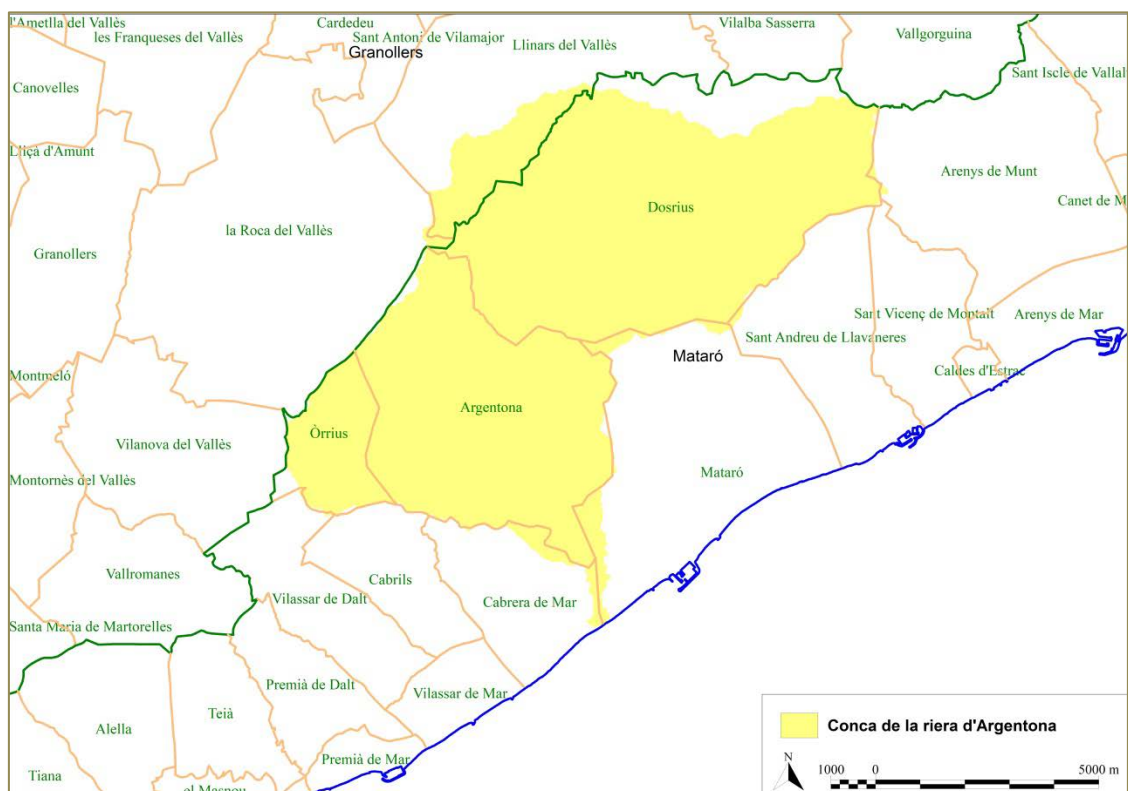 l'Ametlla del Vallès
les Franqueses del Vallès
Cardedeu
Sant Antoni de Vilamajor
Granollers
Llinars del Vallès
Vilalba Sasserra
Vallgorguina
Sant Iscle de Vallalt
Canovelles
Lliçà d'Amunt
Arenys de Munt
Canet de M
Dosrius
la Roca del Vallès
Granollers
Sant Vicenç de Montalt
Arenys de Mar
Sant Andreu de Llavaneres
Mataró
Caldes d'Estrac
Montmeló
Argentona
Òrrius
Vilanova del Vallès
Mataró
Montornès del Vallès
Vallromanes
Cabrils
Vilassar de Dalt
Cabrera de Mar
Santa Maria de Martorelles
Premià de Dalt
Vilassar de Mar
Teià
Alella
Premià de Mar
Tiana
el Masnou
Conca de la riera d'Argentona
N
1000 0 5000 m